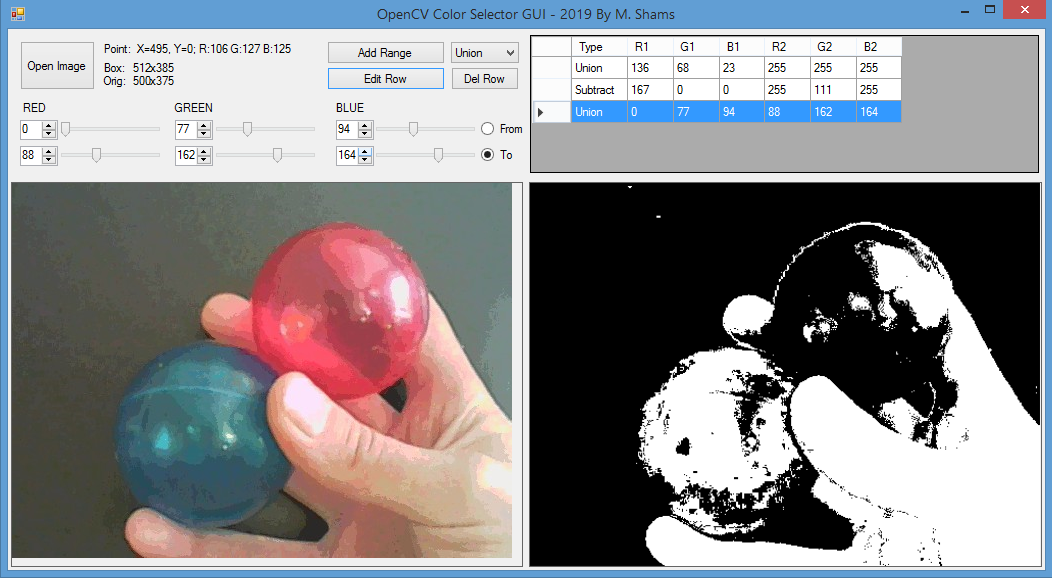 OpenCV Color Selector GUI - 2019 By M. Shams
Open Image
Point: X=495, Y=0; R:106 G:127 B:125
Box: 512x385
Orig: 500x375
Add Range
Union
Edit Row
Del Row
RED
GREEN
BLUE
0
77
94
From
88
162
164
To
Type R1 G1 B1 R2 G2 B2
Union 136 68 23 255 255 255
Subtract 167 0 0 255 111 255
Union 0 77 94 88 162 164